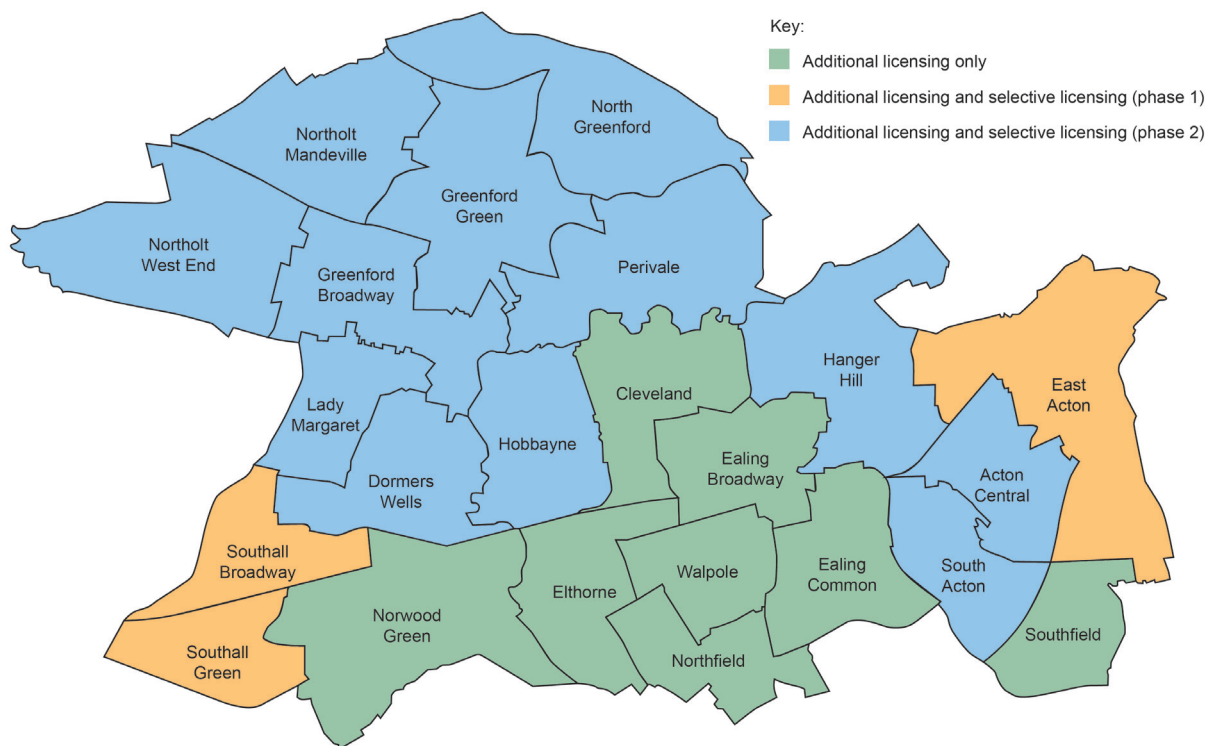 Key:
Additional licensing only
Additional licensing and selective licensing (phase 1)
Additional licensing and selective licensing (phase 2)
North
Greenford
Northolt
Mandeville
Greenford
Green
Northolt
West End
Greenford
Broadway
Perivale
Hanger
Hill
East
Acton
Cleveland
Lady
Margaret
Hobbayne
Ealing
Broadway
Acton
Central
Dormers
Wells
Southall
Broadway
Elthorne
Walpole
Ealing
Common
South
Acton
Norwood
Green
Southall
Green
Northfield
Southfield